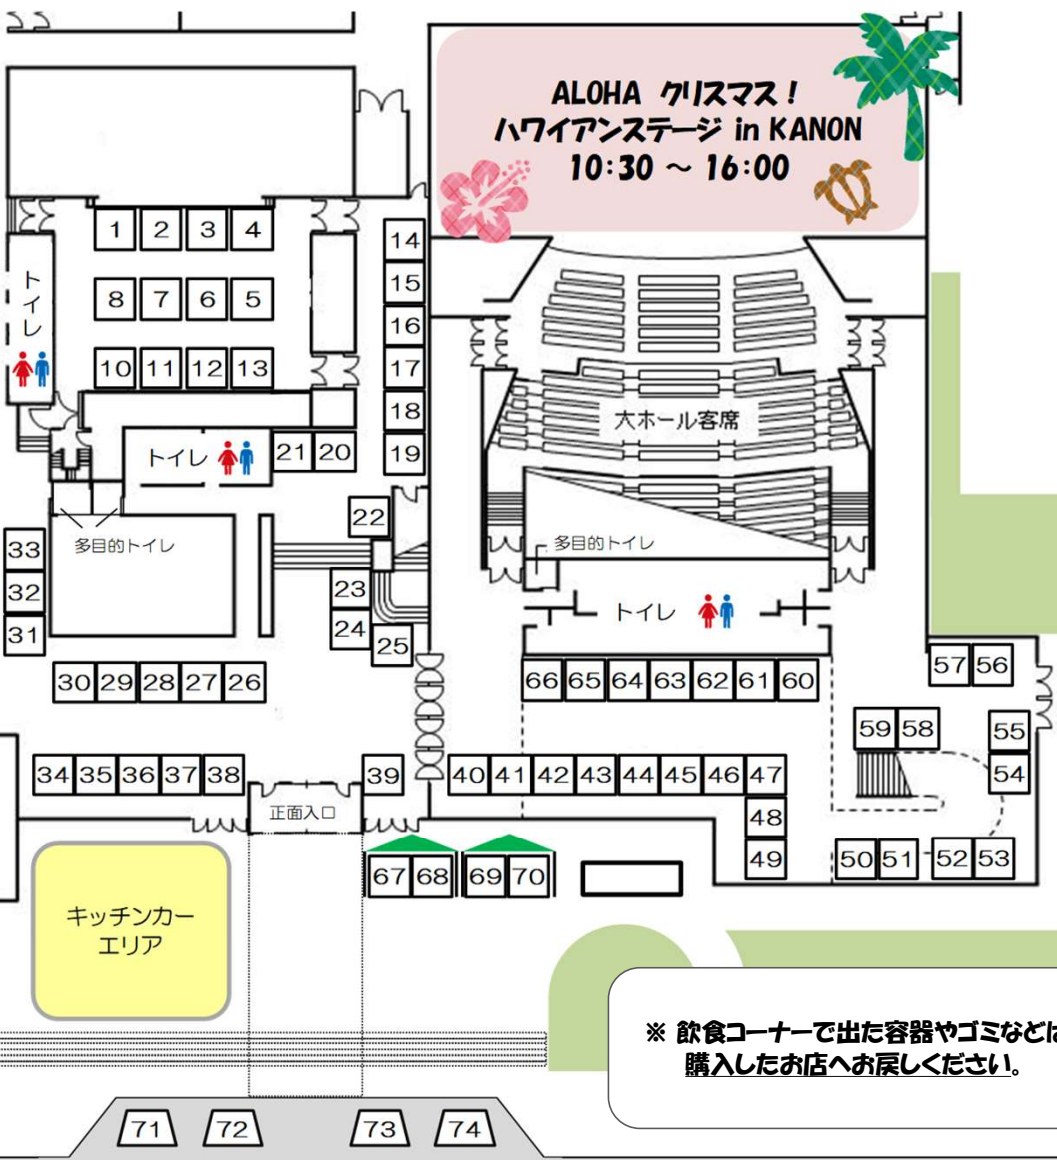 ALOHA クリスマス！
ハワイアンステージ in KANON
10:30 ～ 16:00
1 2 3 4
8 7 6 5
10 11 12 13
トイレ
14
15
16
17
18
19
大ホール客席
トイレ
21 20
22
多目的トイレ
多目的トイレ
33
32
31
23
24
25
トイレ
30 29 28 27 26
66 65 64 63 62 61 60
57 56
59 58
55
54
34 35 36 37 38
正面入口
39
40 41 42 43 44 45 46 47
48
49
50 51 52 53
67 68 69 70
キッチンカー
エリア
※ 飲食コーナーで出た容器やゴミなどは
購入したお店へお戻しください。
71 72 73 74